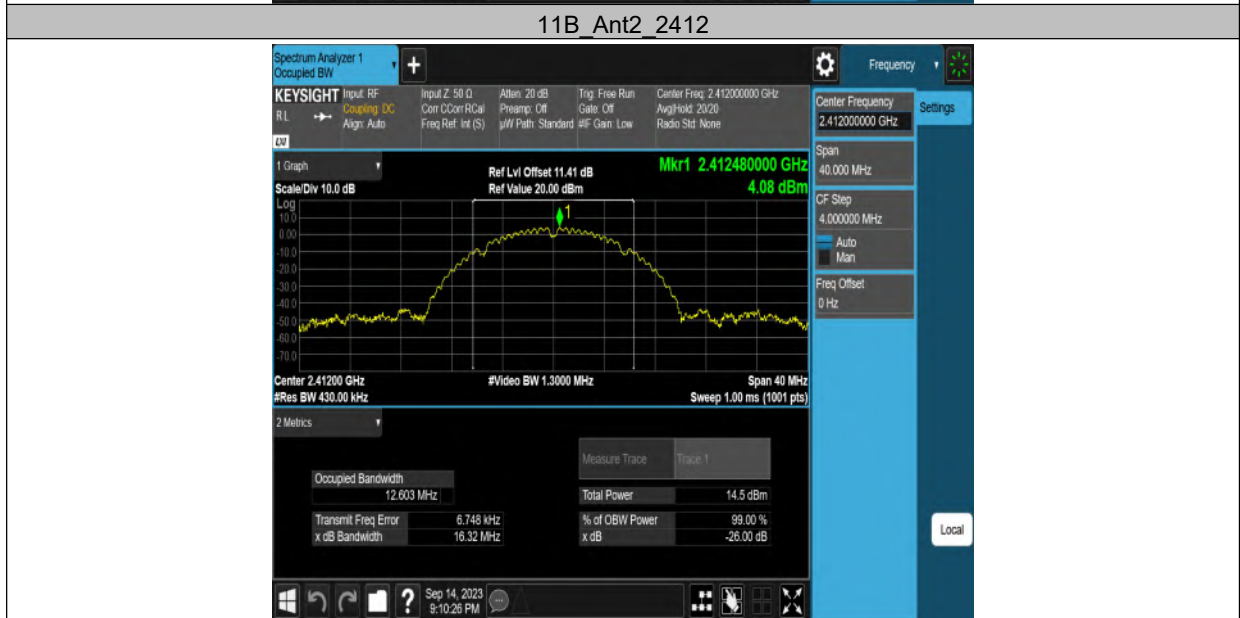 11B_Ant2_2412
Spectrum Analyzer 1
Occupied BW
+
Frequency
KEYSIGHT
RL
LXI
Input: RF
Coupling: DC
Align: Auto
Input Z: 50 Ω
Corr CCorr RCal
Freq Ref: Int (S)
Atten: 20 dB
Preamp: Off
µW Path: Standard
Trig: Free Run
Gate: Off
#IF Gain: Low
Center Freq: 2.412000000 GHz
Avg|Hold: 20/20
Radio Std: None
Center Frequency
2.412000000 GHz
Settings
Span
40.000 MHz
CF Step
4.000000 MHz
Auto
Man
Freq Offset
0 Hz
1 Graph
Scale/Div 10.0 dB
Ref Lvl Offset 11.41 dB
Ref Value 20.00 dBm
Mkr1 2.412480000 GHz
4.08 dBm
Log
10.0
0.00
-10.0
-20.0
-30.0
-40.0
-50.0
-60.0
-70.0
1
Center 2.41200 GHz
#Video BW 1.3000 MHz
Span 40 MHz
#Res BW 430.00 kHz
Sweep 1.00 ms (1001 pts)
2 Metrics
Measure Trace Trace 1
Occupied Bandwidth
12.603 MHz
Total Power 14.5 dBm
Transmit Freq Error 6.748 kHz
% of OBW Power 99.00 %
x dB Bandwidth 16.32 MHz
x dB -26.00 dB
Local
?
Sep 14, 2023
9:10:26 PM